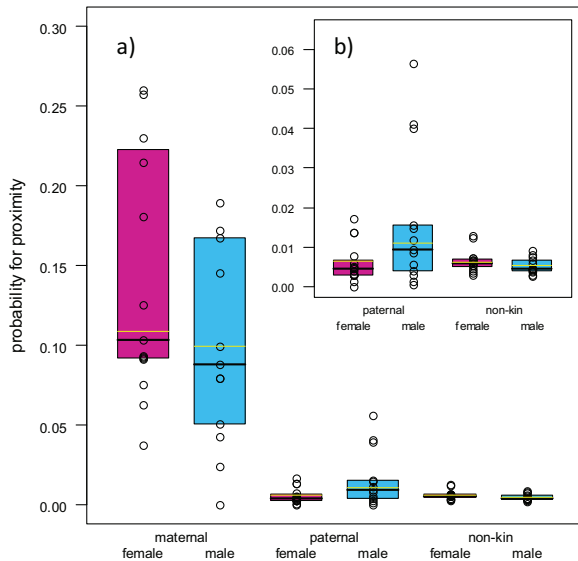 a)
b)
probability for proximity
0.30
0.25
0.20
0.15
0.10
0.05
0.00
0.06
0.05
0.04
0.03
0.02
0.01
0.00
paternal non-kin
female male female male
maternal paternal non-kin
female male female male female male